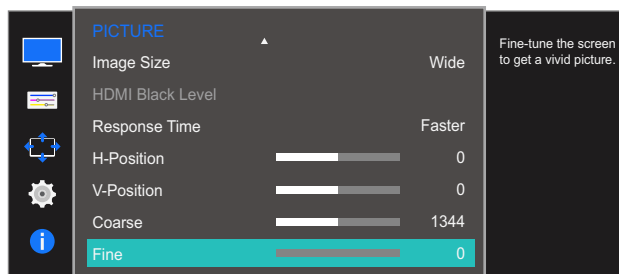 PICTURE
Image Size Wide
HDMI Black Level
Response Time Faster
H-Position 0
V-Position 0
Coarse 1344
Fine 0
Fine-tune the screen
to get a vivid picture.